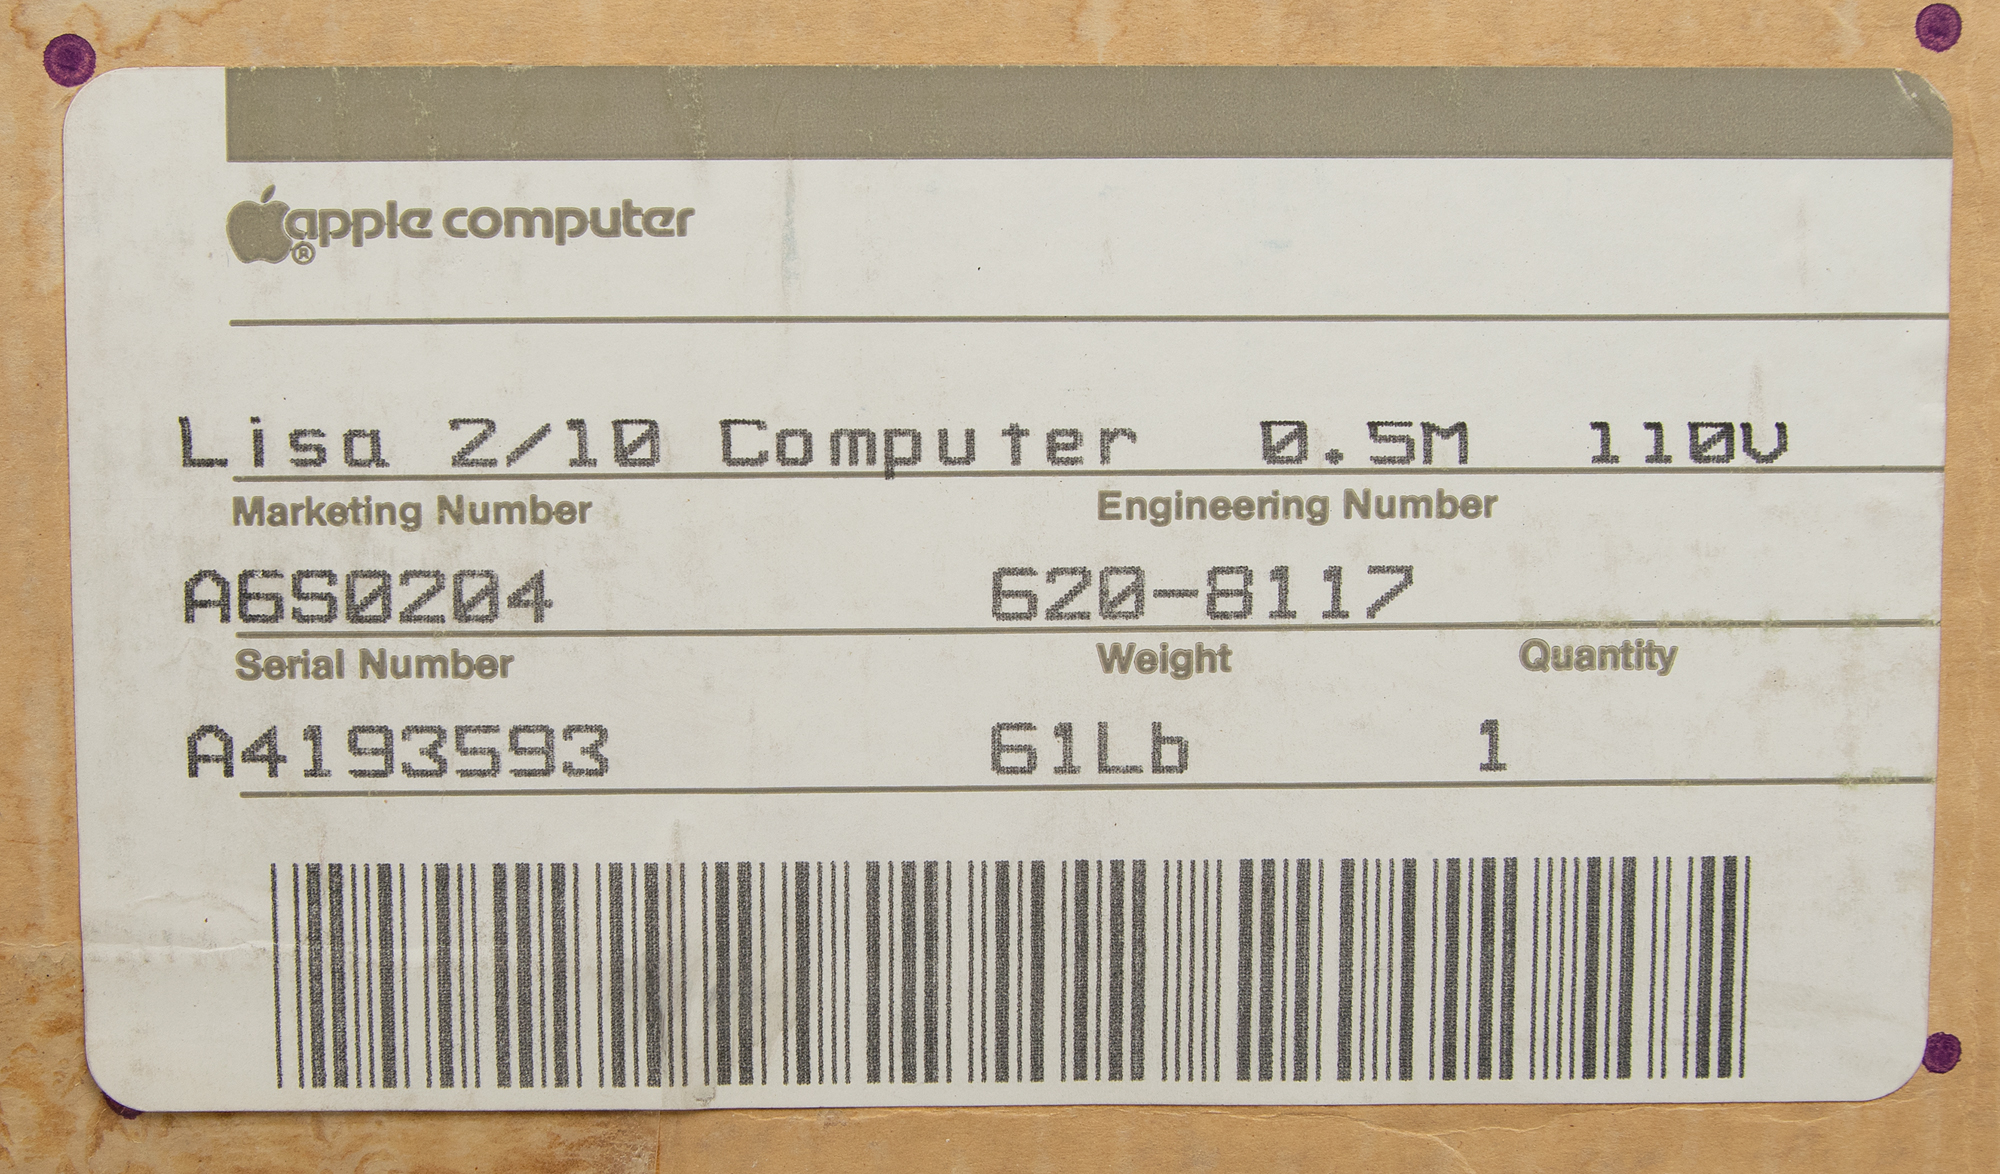 apple computer
®
Lisa 2/10 Computer 0.5M 110V
Marketing Number Engineering Number
A6S0204 620-8117
Serial Number Weight Quantity
A4193593 61Lb 1